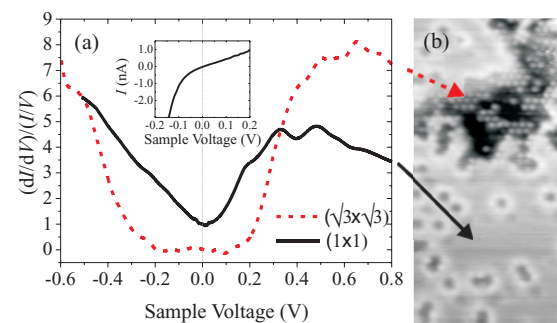 (a)
(b)
9
8
7
6
5
4
3
2
1
0
(dI/dV)/(I/V)
1.0
0.0
-1.0
-2.0
I (nA)
-0.2 -0.1 0.0 0.1 0.2
Sample Voltage (V)
(√3x√3)
(1x1)
-0.6 -0.4 -0.2 0.0 0.2 0.4 0.6 0.8
Sample Voltage (V)